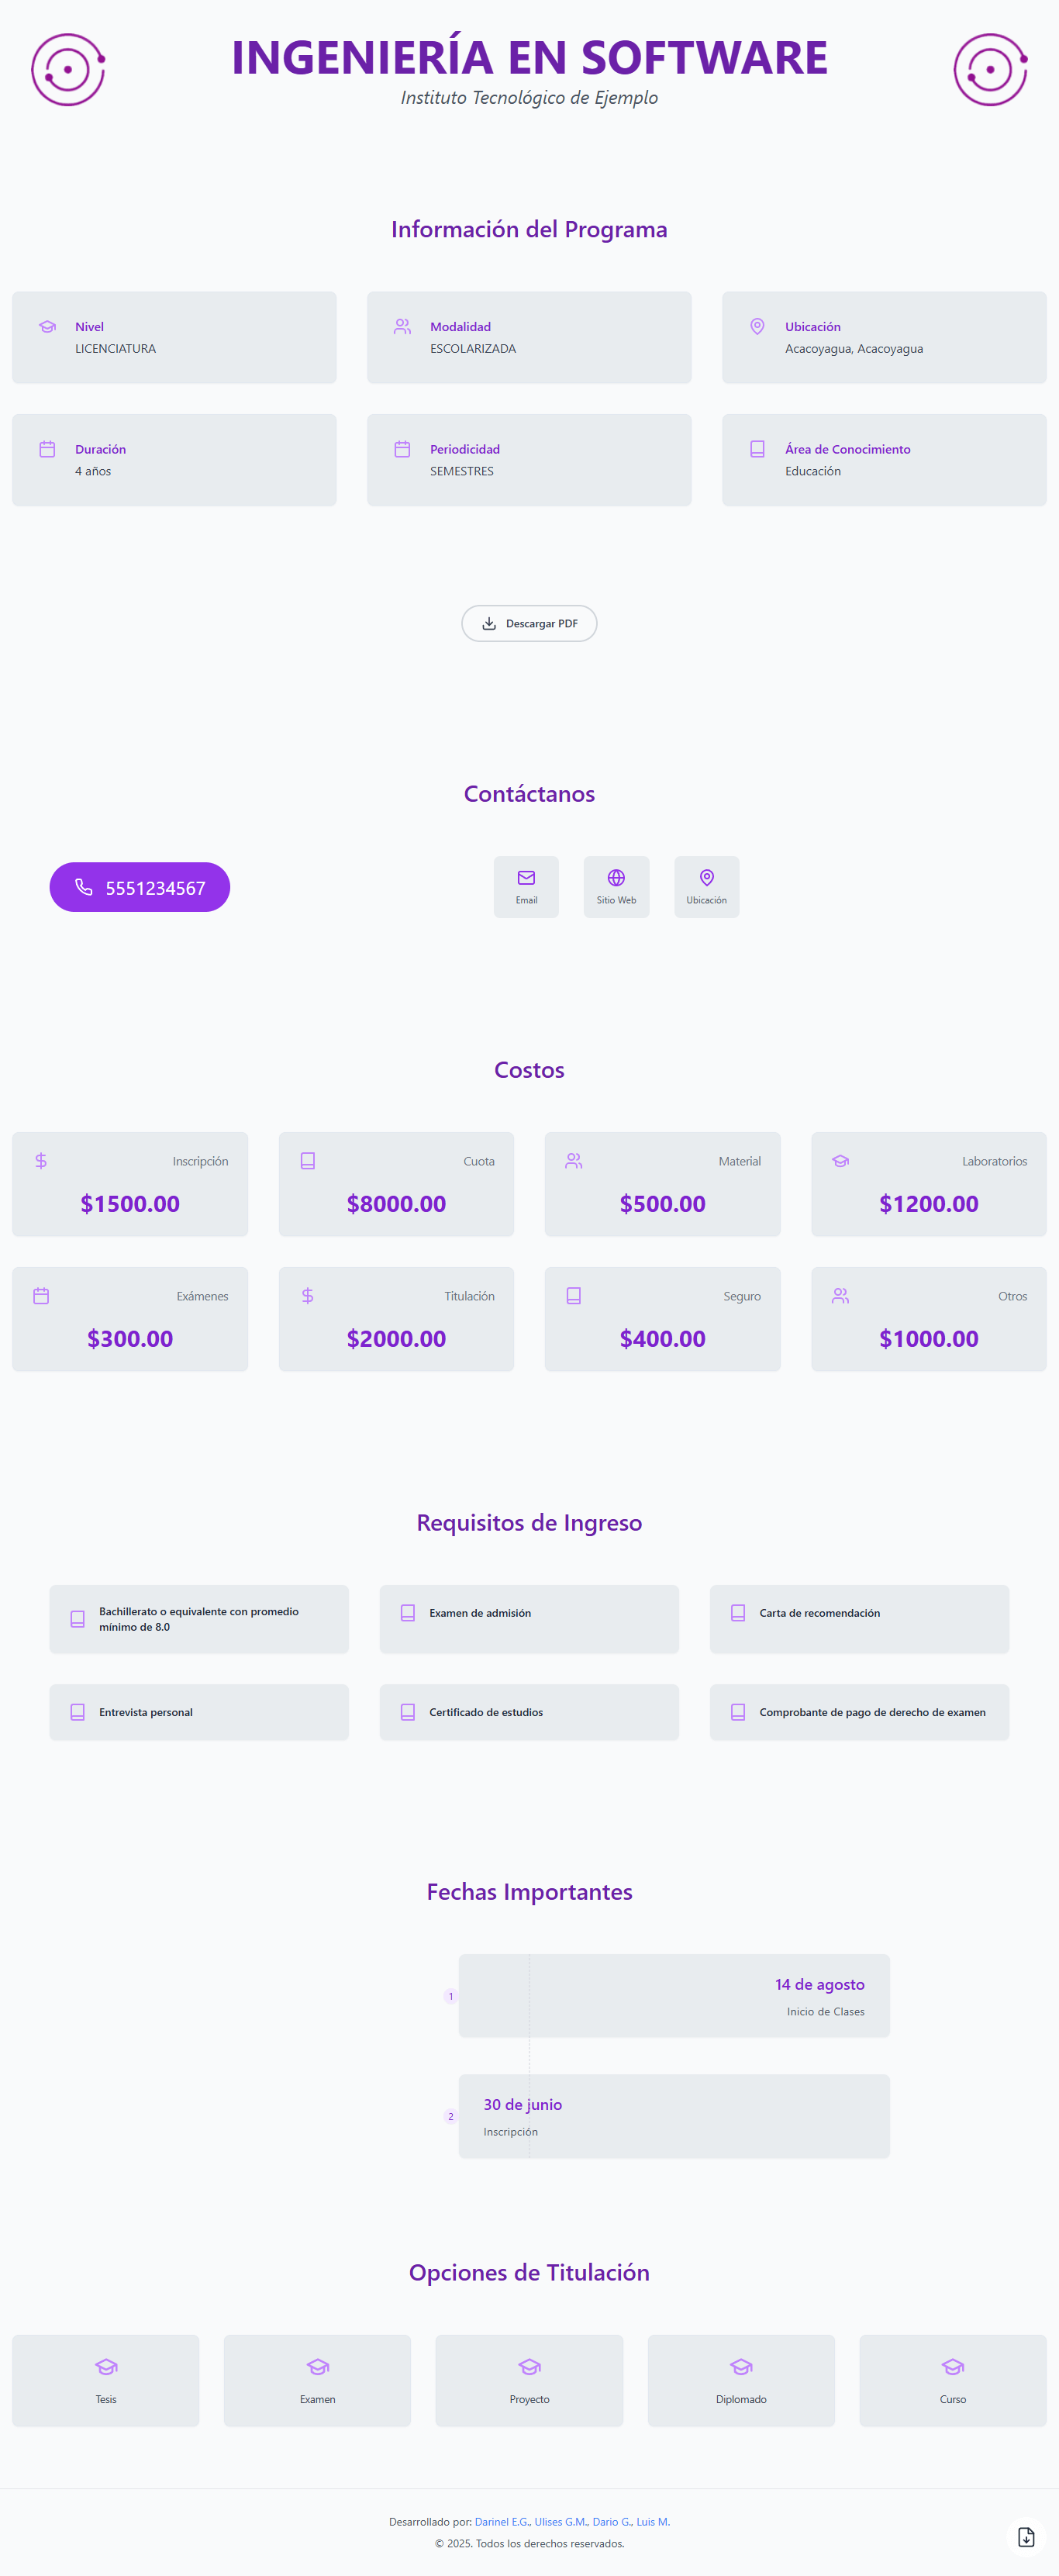 INGENIERÍA EN SOFTWARE
Instituto Tecnológico de Ejemplo
Información del Programa
Nivel
LICENCIATURA
Modalidad
ESCOLARIZADA
Ubicación
Acacoyagua, Acacoyagua
Duración
4 años
Periodicidad
SEMESTRES
Área de Conocimiento
Educación
Descargar PDF
Contáctanos
5551234567
Email
Sitio Web
Ubicación
Costos
Inscripción
$1500.00
Cuota
$8000.00
Material
$500.00
Laboratorios
$1200.00
Exámenes
$300.00
Titulación
$2000.00
Seguro
$400.00
Otros
$1000.00
Requisitos de Ingreso
Bachillerato o equivalente con promedio
mínimo de 8.0
Examen de admisión
Carta de recomendación
Entrevista personal
Certificado de estudios
Comprobante de pago de derecho de examen
Fechas Importantes
1
14 de agosto
Inicio de Clases
2
30 de junio
Inscripción
Opciones de Titulación
Tesis
Examen
Proyecto
Diplomado
Curso
Desarrollado por: Darinel E.G., Ulises G.M., Dario G., Luis M.
© 2025. Todos los derechos reservados.